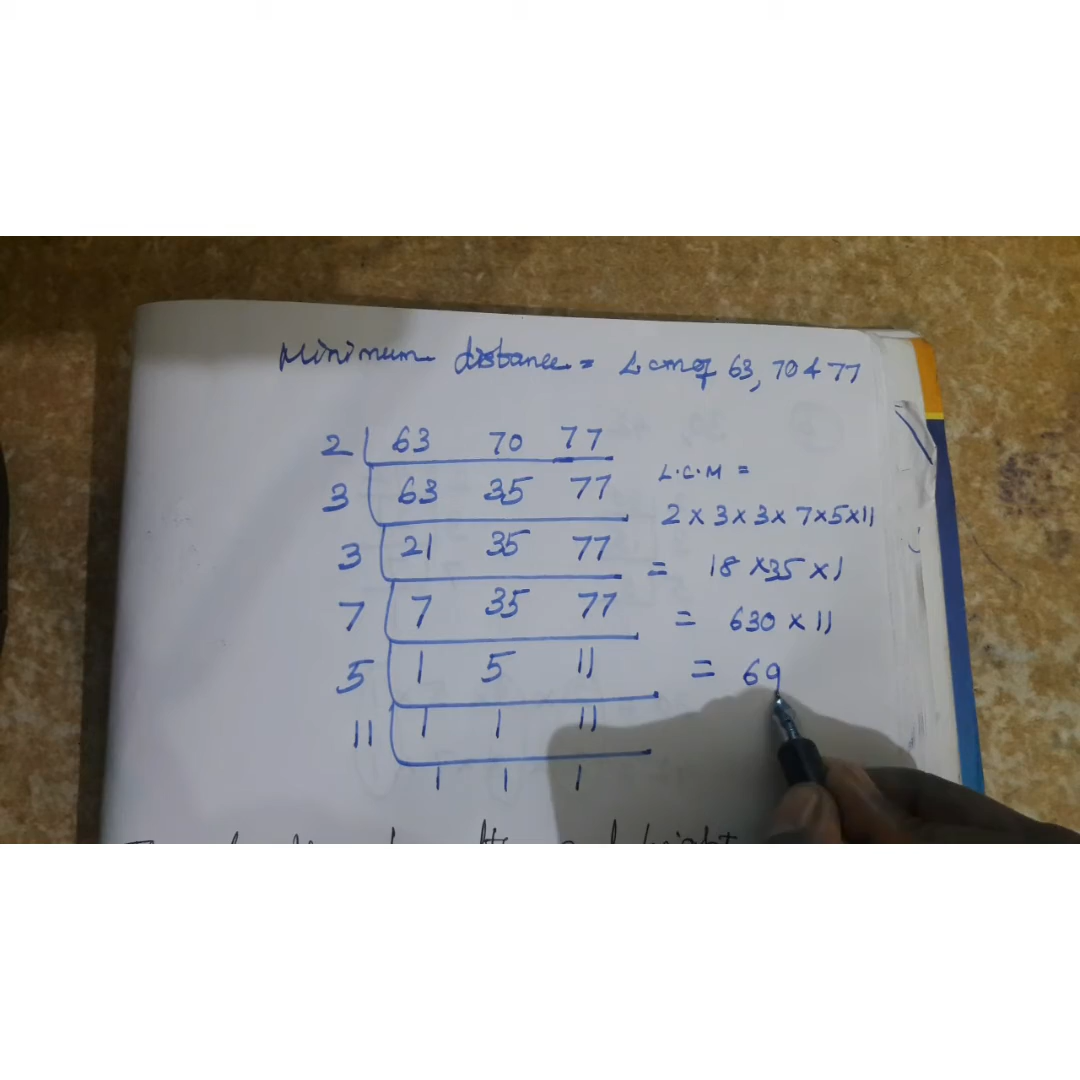 Minimum distance = L cm of 63, 70 & 77
2 | 63 70 77
3 | 63 35 77
3 | 21 35 77
7 | 7 35 77
5 | 1 5 11
11 | 1 1 11
1 1 1
L.C.M =
2 × 3 × 3 × 7 × 5 × 11
= 18 × 35 × 1
= 630 × 11
= 69